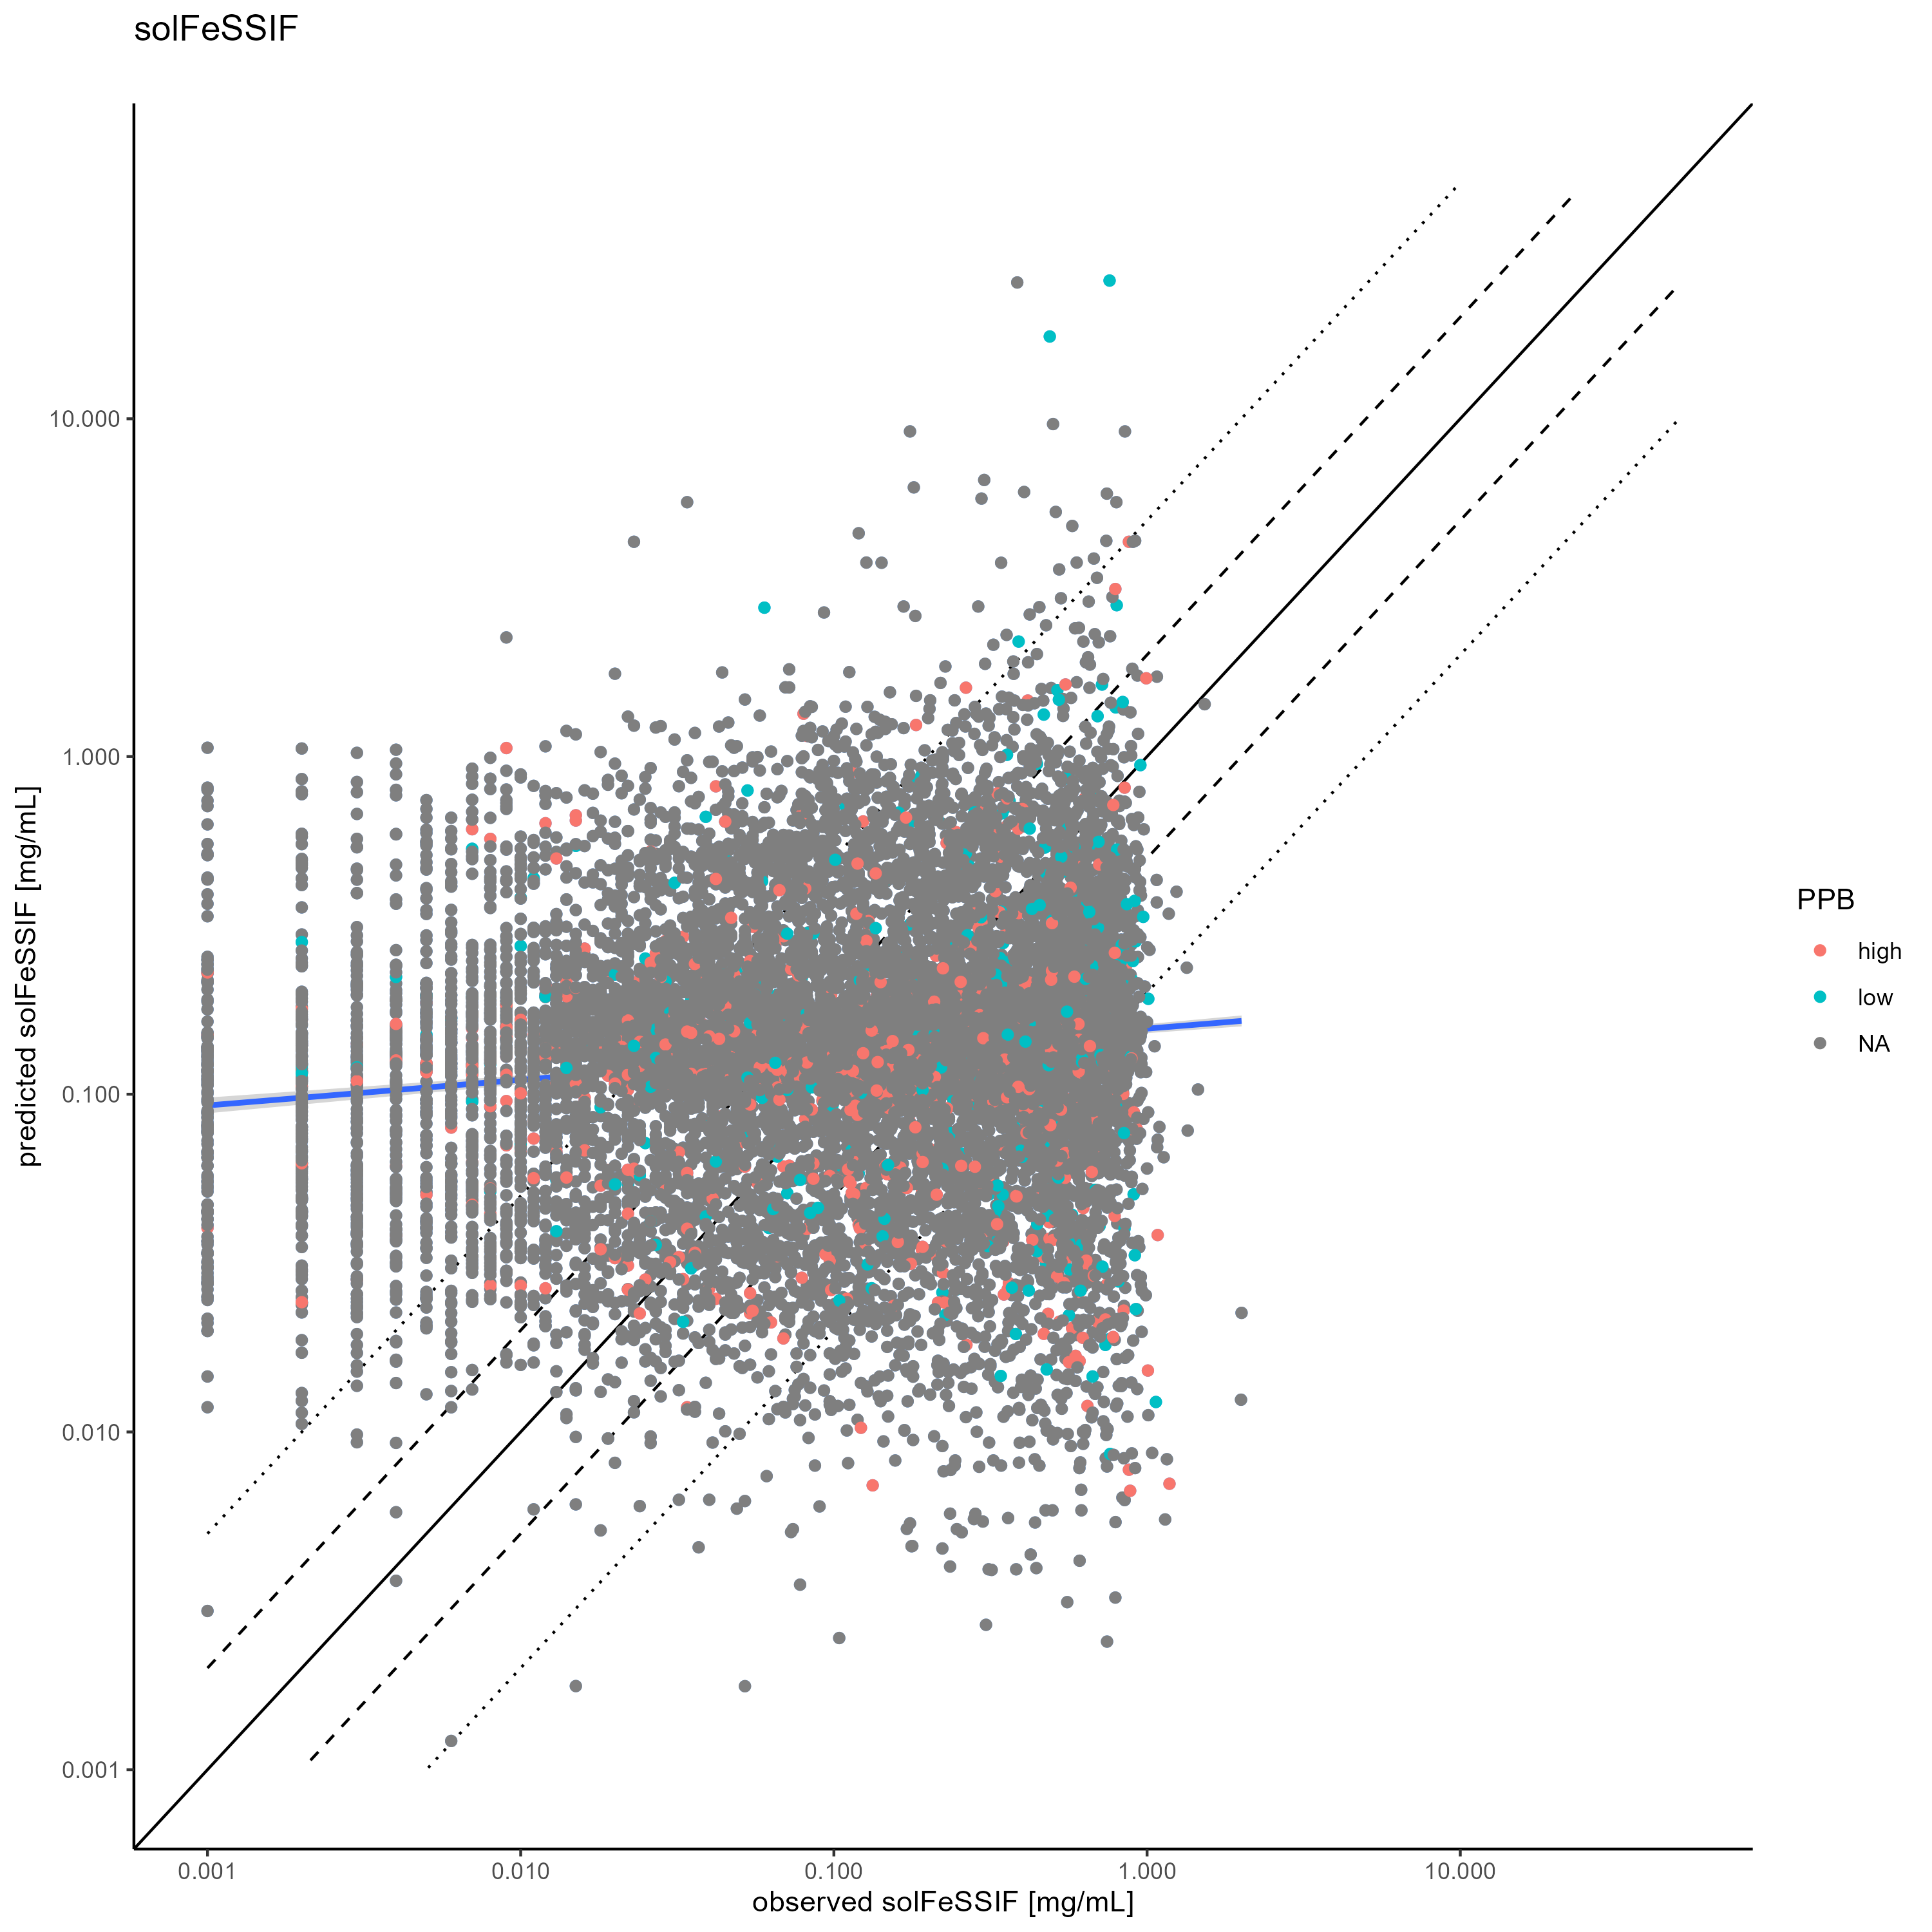 solFeSSIF
predicted solFeSSIF [mg/mL]
10.000
1.000
0.100
0.010
0.001
0.001
0.010
0.100
1.000
10.000
observed solFeSSIF [mg/mL]
PPB
high
low
NA